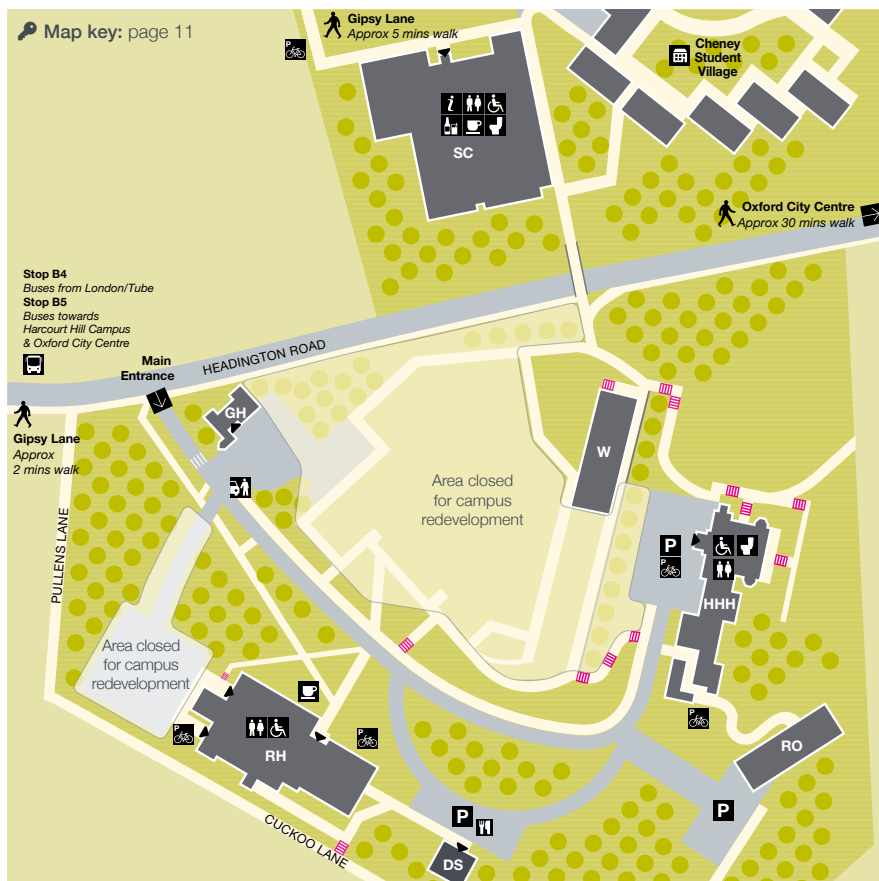 Map key: page 11
Gipsy Lane
Approx 5 mins walk
P
Cheney
Student
Village
i
SC
Oxford City Centre
Approx 30 mins walk
Stop B4
Buses from London/Tube
Stop B5
Buses towards
Harcourt Hill Campus
& Oxford City Centre
Main
Entrance
HEADINGTON ROAD
GH
Gipsy Lane
Approx
2 mins walk
W
Area closed
for campus
redevelopment
PULLENS LANE
P
P
HHH
Area closed
for campus
redevelopment
P
P
P
RH
RO
P
P
CUCKOO LANE
DS